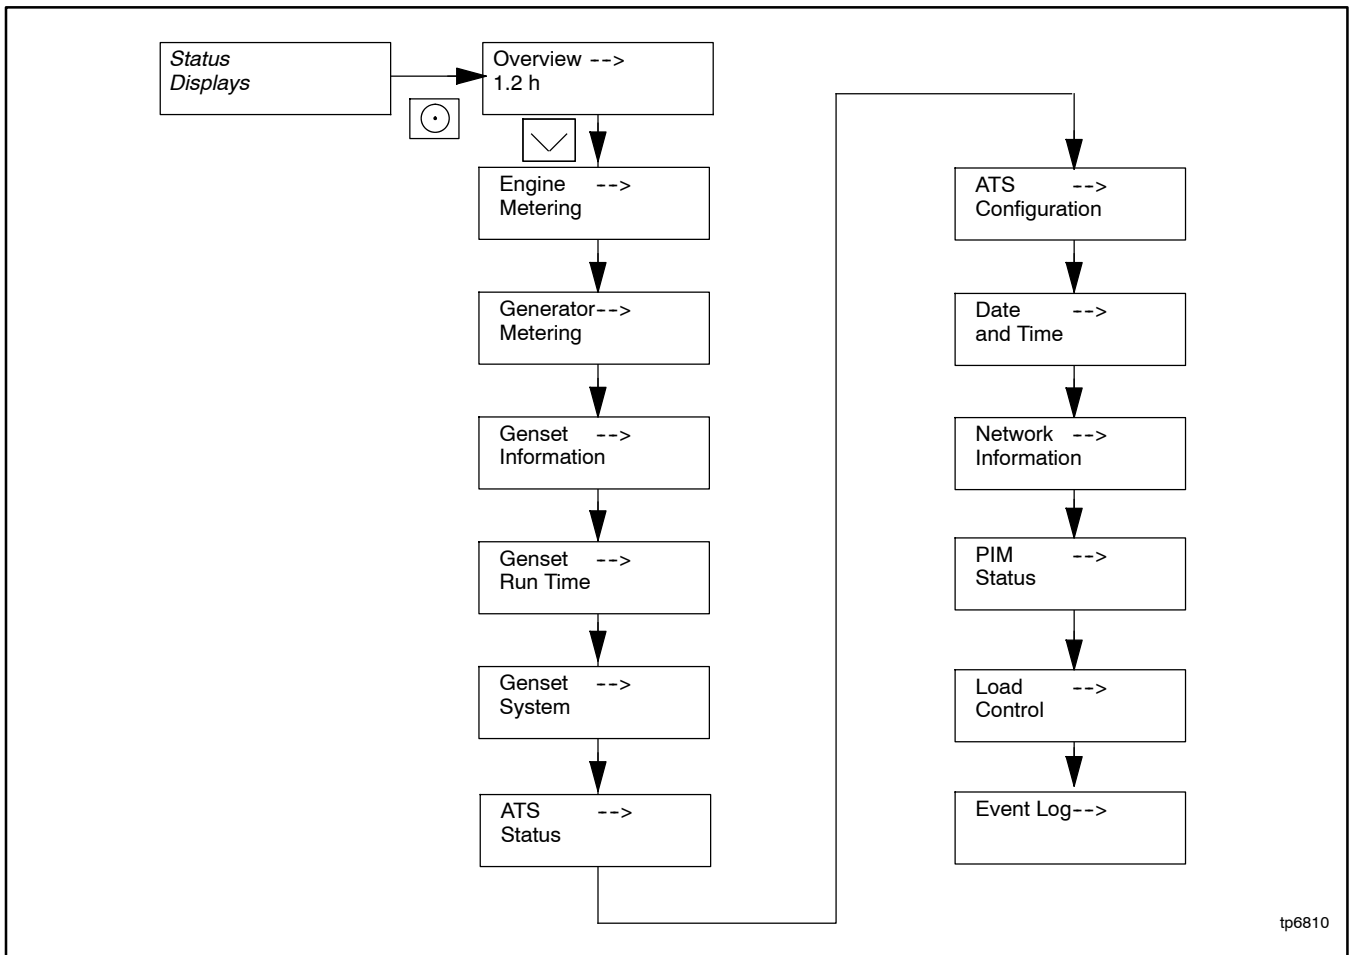 Status
Displays
Overview -->
1.2 h
Engine -->
Metering
Generator-->
Metering
Genset -->
Information
Genset -->
Run Time
Genset -->
System
ATS -->
Status
ATS -->
Configuration
Date -->
and Time
Network -->
Information
PIM -->
Status
Load -->
Control
Event Log-->
tp6810